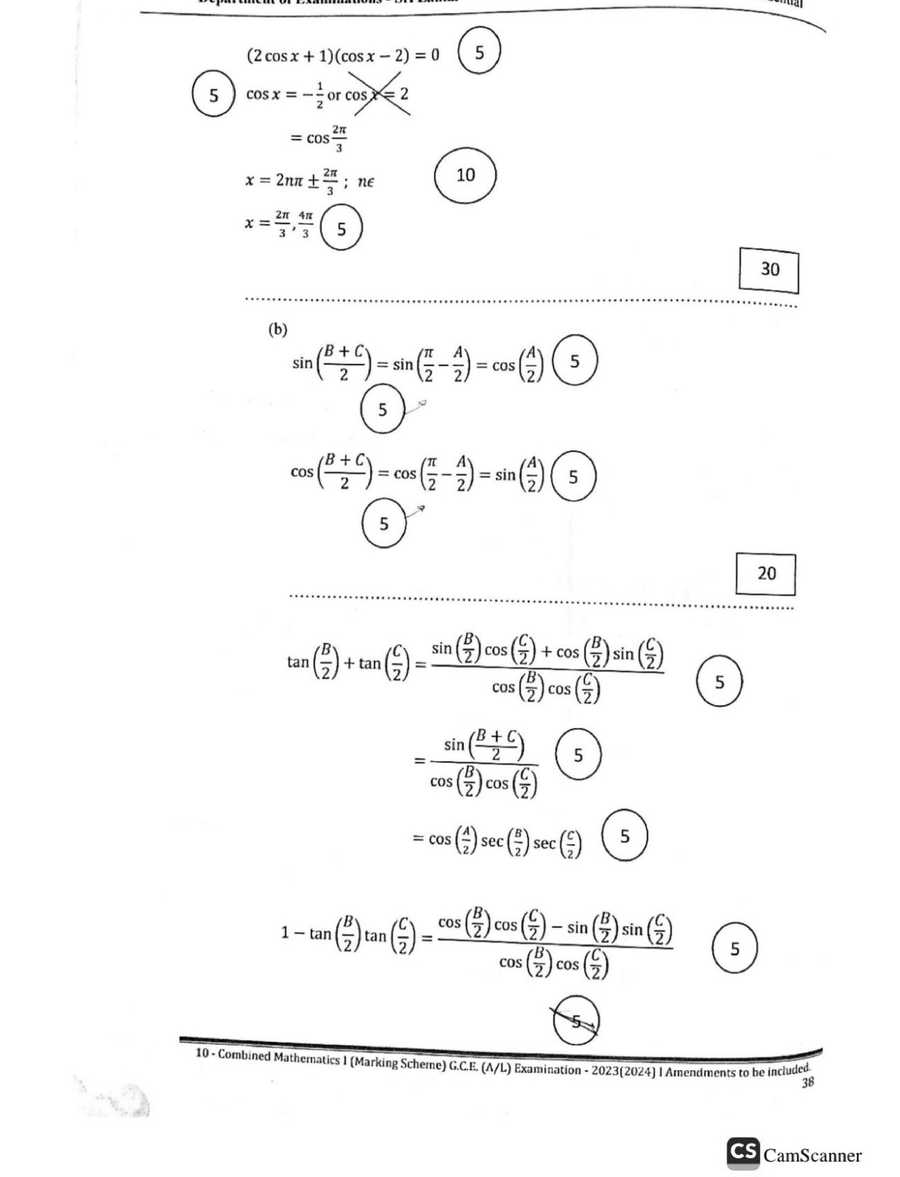 (2 cos x + 1)(cos x − 2) = 0 5
5 cos x = −1/2 or cos x = 2
= cos 2π/3
x = 2nπ ± 2π/3 ; nϵ 10
x = 2π/3, 4π/3 5
30
(b)
sin((B + C)/2) = sin(π/2 − A/2) = cos(A/2) 5
5
cos((B + C)/2) = cos(π/2 − A/2) = sin(A/2) 5
5
20
tan(B/2) + tan(C/2) = (sin(B/2) cos(C/2) + cos(B/2) sin(C/2)) / (cos(B/2) cos(C/2)) 5
= sin((B + C)/2) / (cos(B/2) cos(C/2)) 5
= cos(A/2) sec(B/2) sec(C/2) 5
1 − tan(B/2) tan(C/2) = (cos(B/2) cos(C/2) − sin(B/2) sin(C/2)) / (cos(B/2) cos(C/2)) 5
5
10 - Combined Mathematics I (Marking Scheme) G.C.E. (A/L) Examination - 2023(2024) I Amendments to be included.
38
CS CamScanner